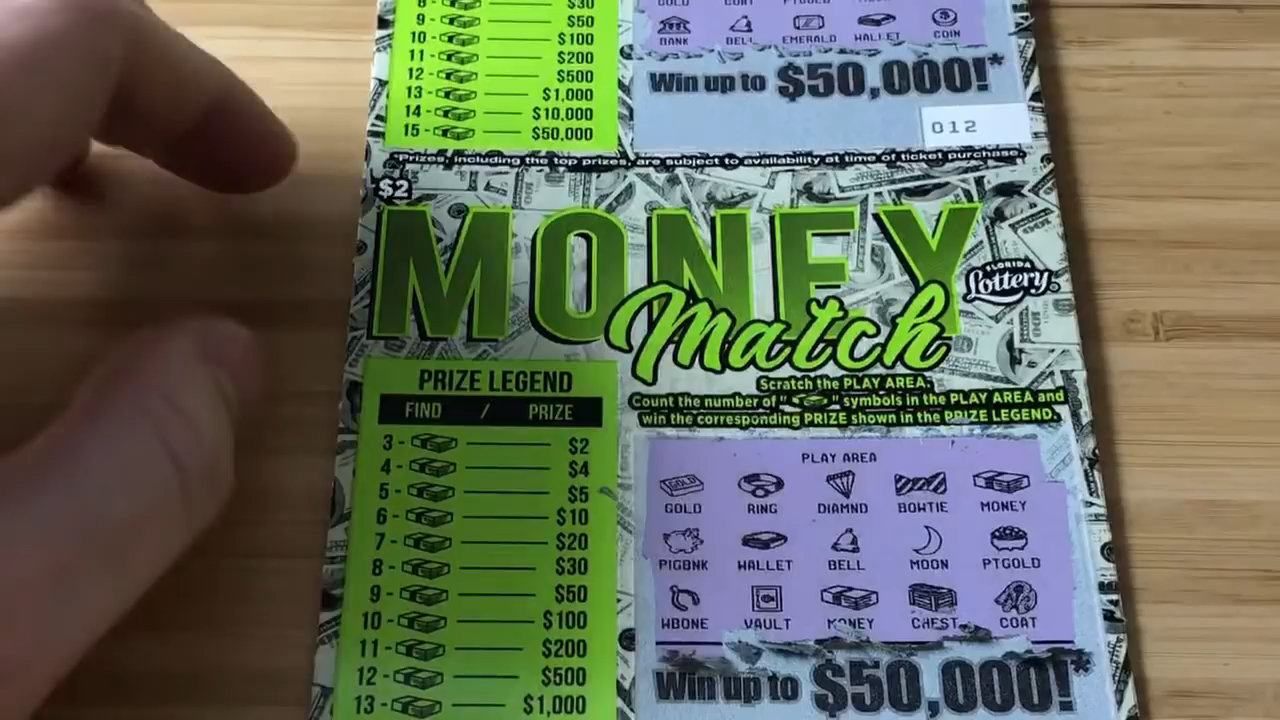 8 - $30
9 - $50
10 - $100
11 - $200
12 - $500
13 - $1,000
14 - $10,000
15 - $50,000
GOLD COAT PTGOLD
BANK BELL EMERALD WALLET COIN
Win up to $50,000!*
012
*Prizes, including the top prizes, are subject to availability at time of ticket purchase.
$2
MONEY
Match
FLORIDA
Lottery
Scratch the PLAY AREA.
Count the number of " " symbols in the PLAY AREA and
win the corresponding PRIZE shown in the PRIZE LEGEND.
PRIZE LEGEND
FIND / PRIZE
3 - $2
4 - $4
5 - $5
6 - $10
7 - $20
8 - $30
9 - $50
10 - $100
11 - $200
12 - $500
13 - $1,000
PLAY AREA
GOLD RING DIAMND BOWTIE MONEY
PIGBNK WALLET BELL MOON PTGOLD
WBONE VAULT MONEY CHEST COAT
Win up to $50,000!*